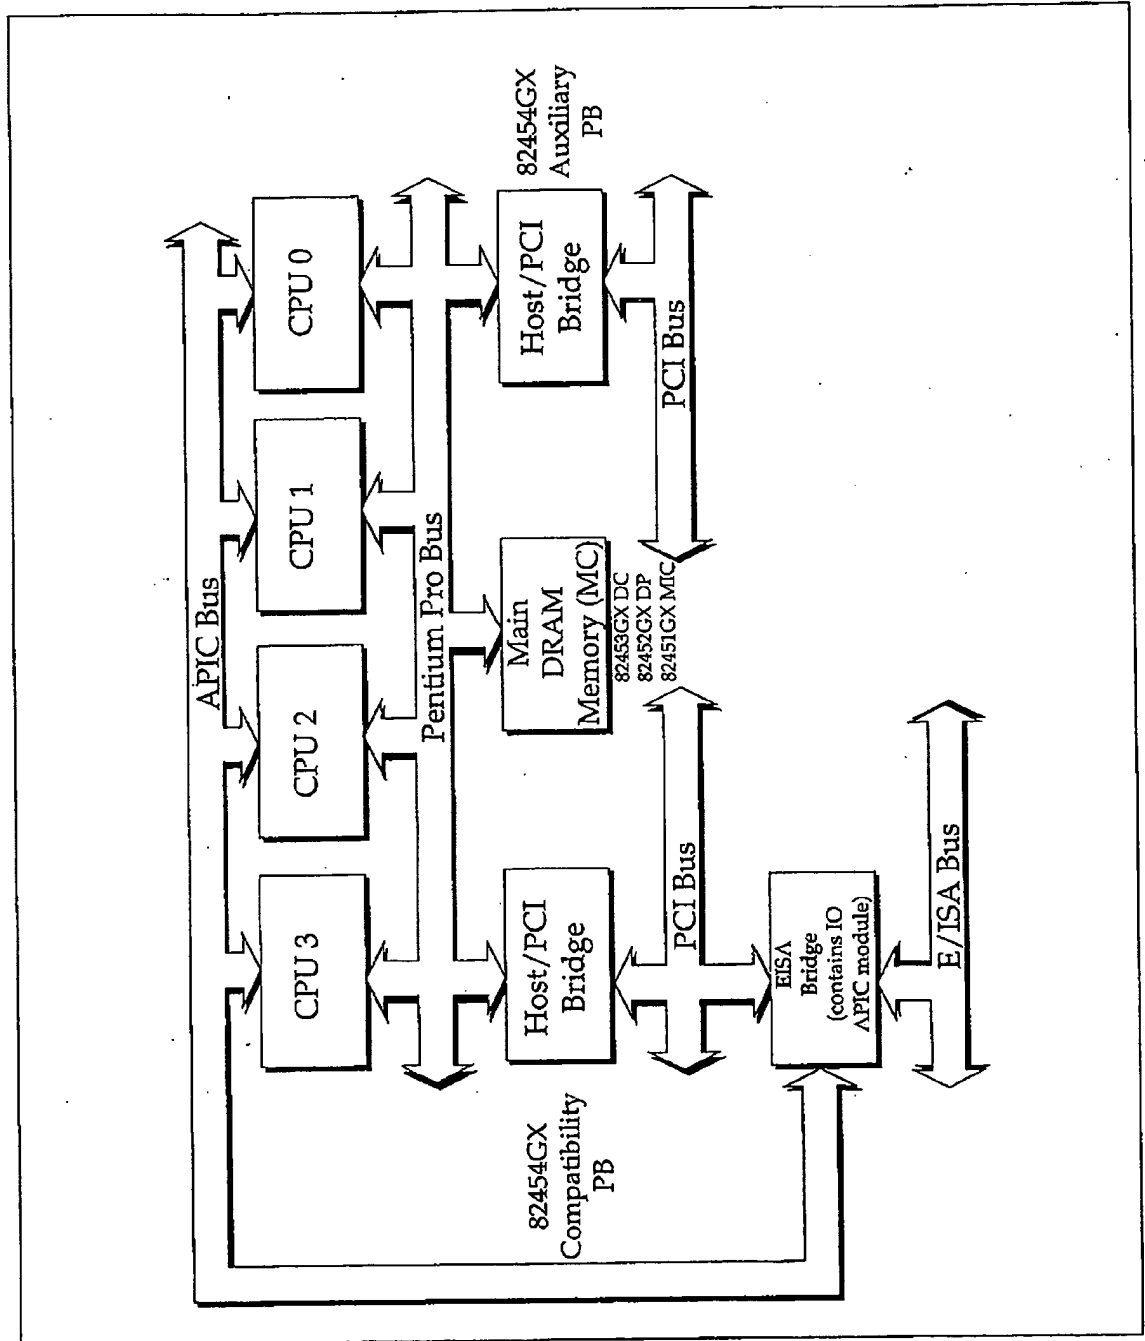 APIC Bus
CPU 3
CPU 2
CPU 1
CPU 0
Pentium Pro Bus
82454GX
Compatibility
PB
Host/PCI
Bridge
Main
DRAM
Memory (MC)
82453GX DC
82452GX DP
82451GX MIC
Host/PCI
Bridge
82454GX
Auxiliary
PB
PCI Bus
PCI Bus
EISA
Bridge
(contains IO
APIC module)
E/ISA Bus